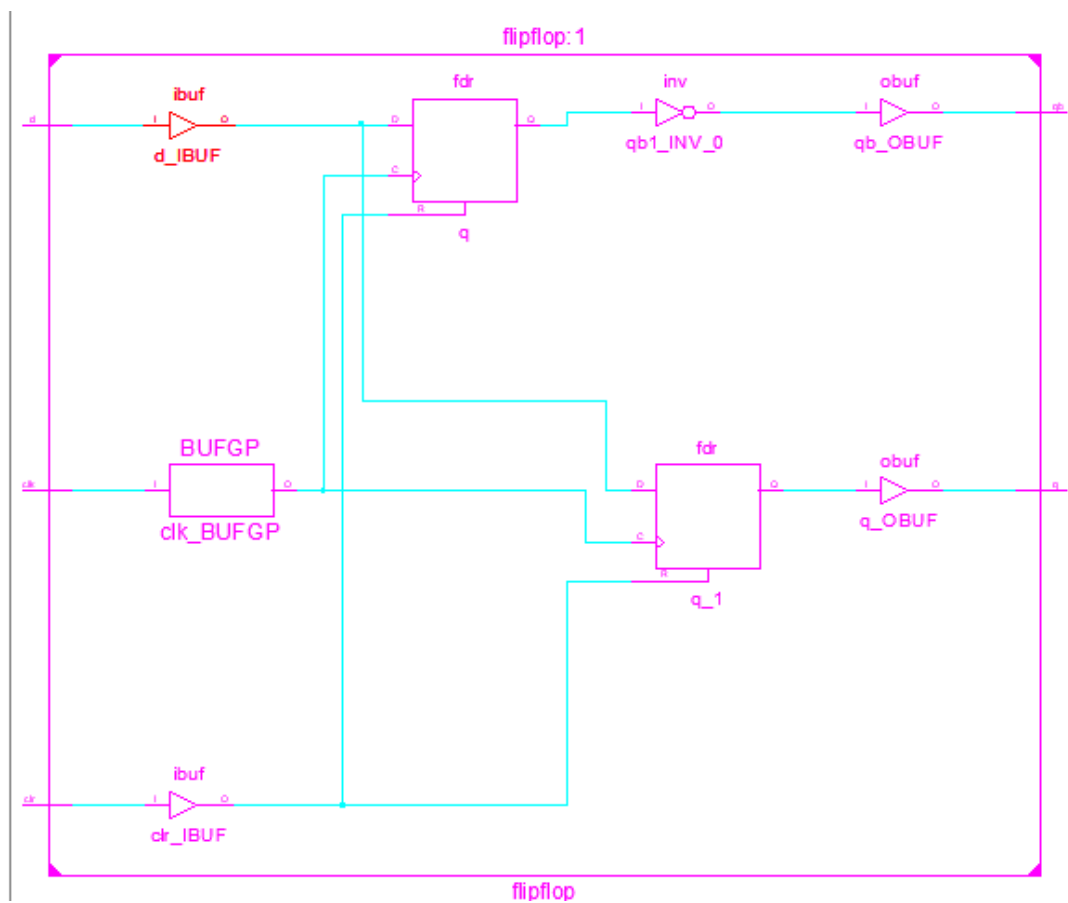 flipflop:1
ibuf
fdr
inv
obuf
d
I
O
D
Q
I
O
I
O
qb
d_IBUF
qb1_INV_0
qb_OBUF
C
R
q
BUFGP
fdr
obuf
clk
I
O
D
Q
I
O
q
clk_BUFGP
q_OBUF
C
R
q_1
ibuf
clr
I
O
clr_IBUF
flipflop